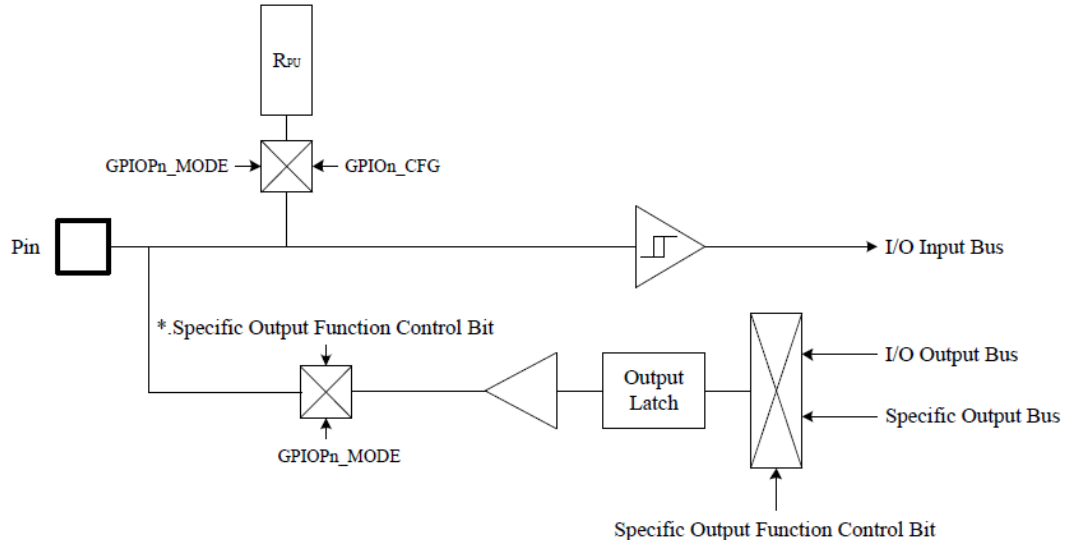 RPU
GPIOPn_MODE
GPIOn_CFG
Pin
I/O Input Bus
*.Specific Output Function Control Bit
I/O Output Bus
Output
Latch
Specific Output Bus
GPIOPn_MODE
Specific Output Function Control Bit